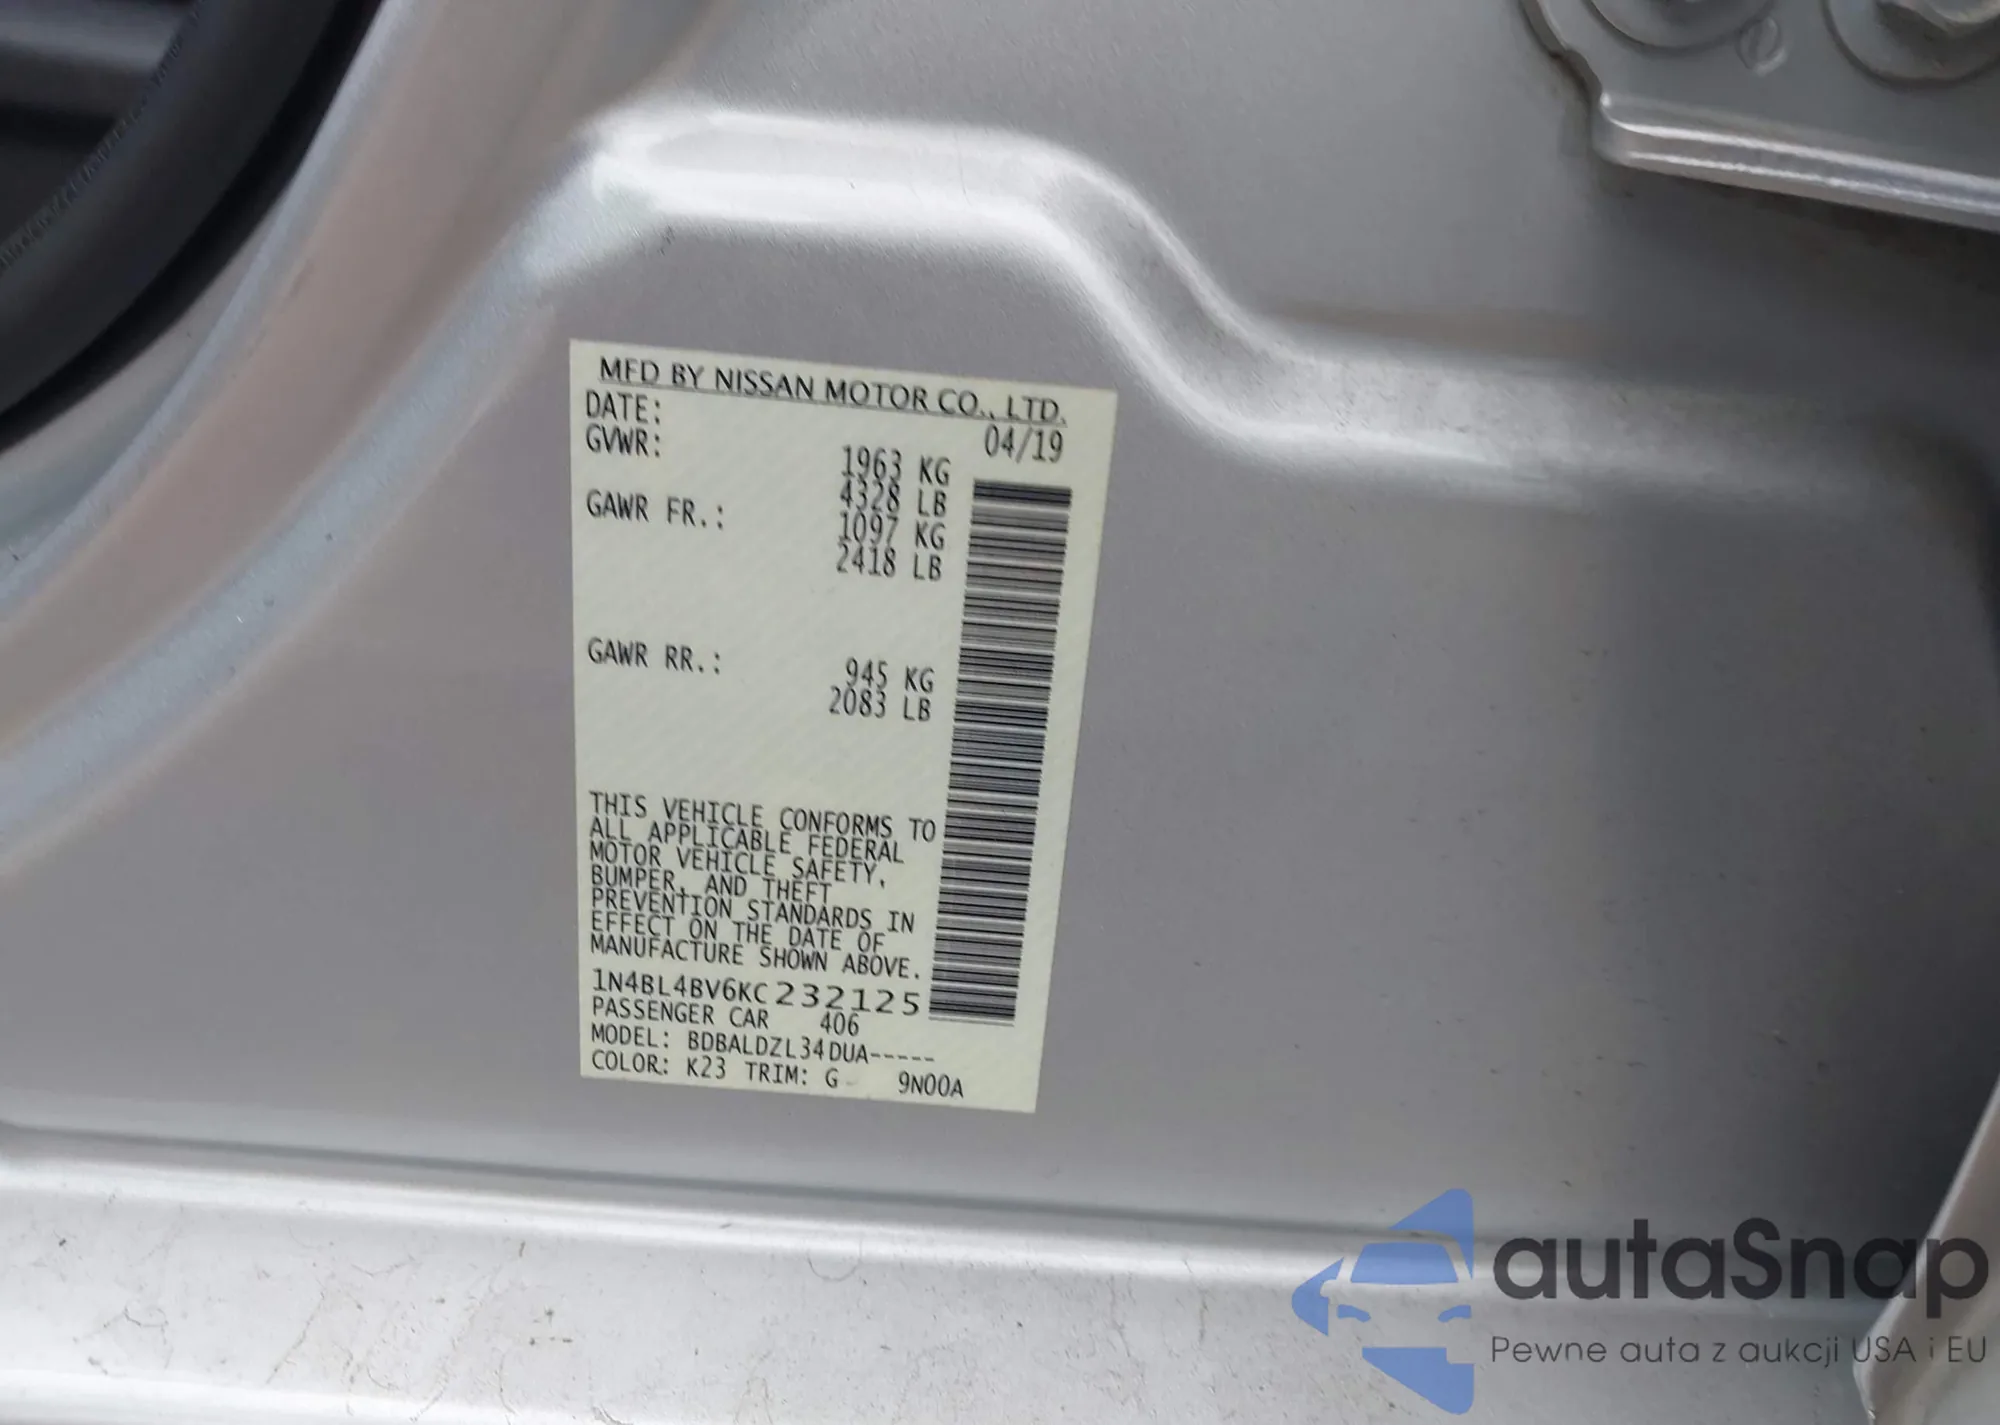 MFD BY NISSAN MOTOR CO., LTD.
DATE: 04/19
GVWR: 1963 KG
4328 LB
GAWR FR.: 1097 KG
2418 LB
GAWR RR.: 945 KG
2083 LB
THIS VEHICLE CONFORMS TO
ALL APPLICABLE FEDERAL
MOTOR VEHICLE SAFETY,
BUMPER, AND THEFT
PREVENTION STANDARDS IN
EFFECT ON THE DATE OF
MANUFACTURE SHOWN ABOVE.
1N4BL4BV6KC232125
PASSENGER CAR 406
MODEL: BDBALDZL34DUA-----
COLOR: K23 TRIM: G 9N00A
autaSnap
Pewne auta z aukcji USA i EU